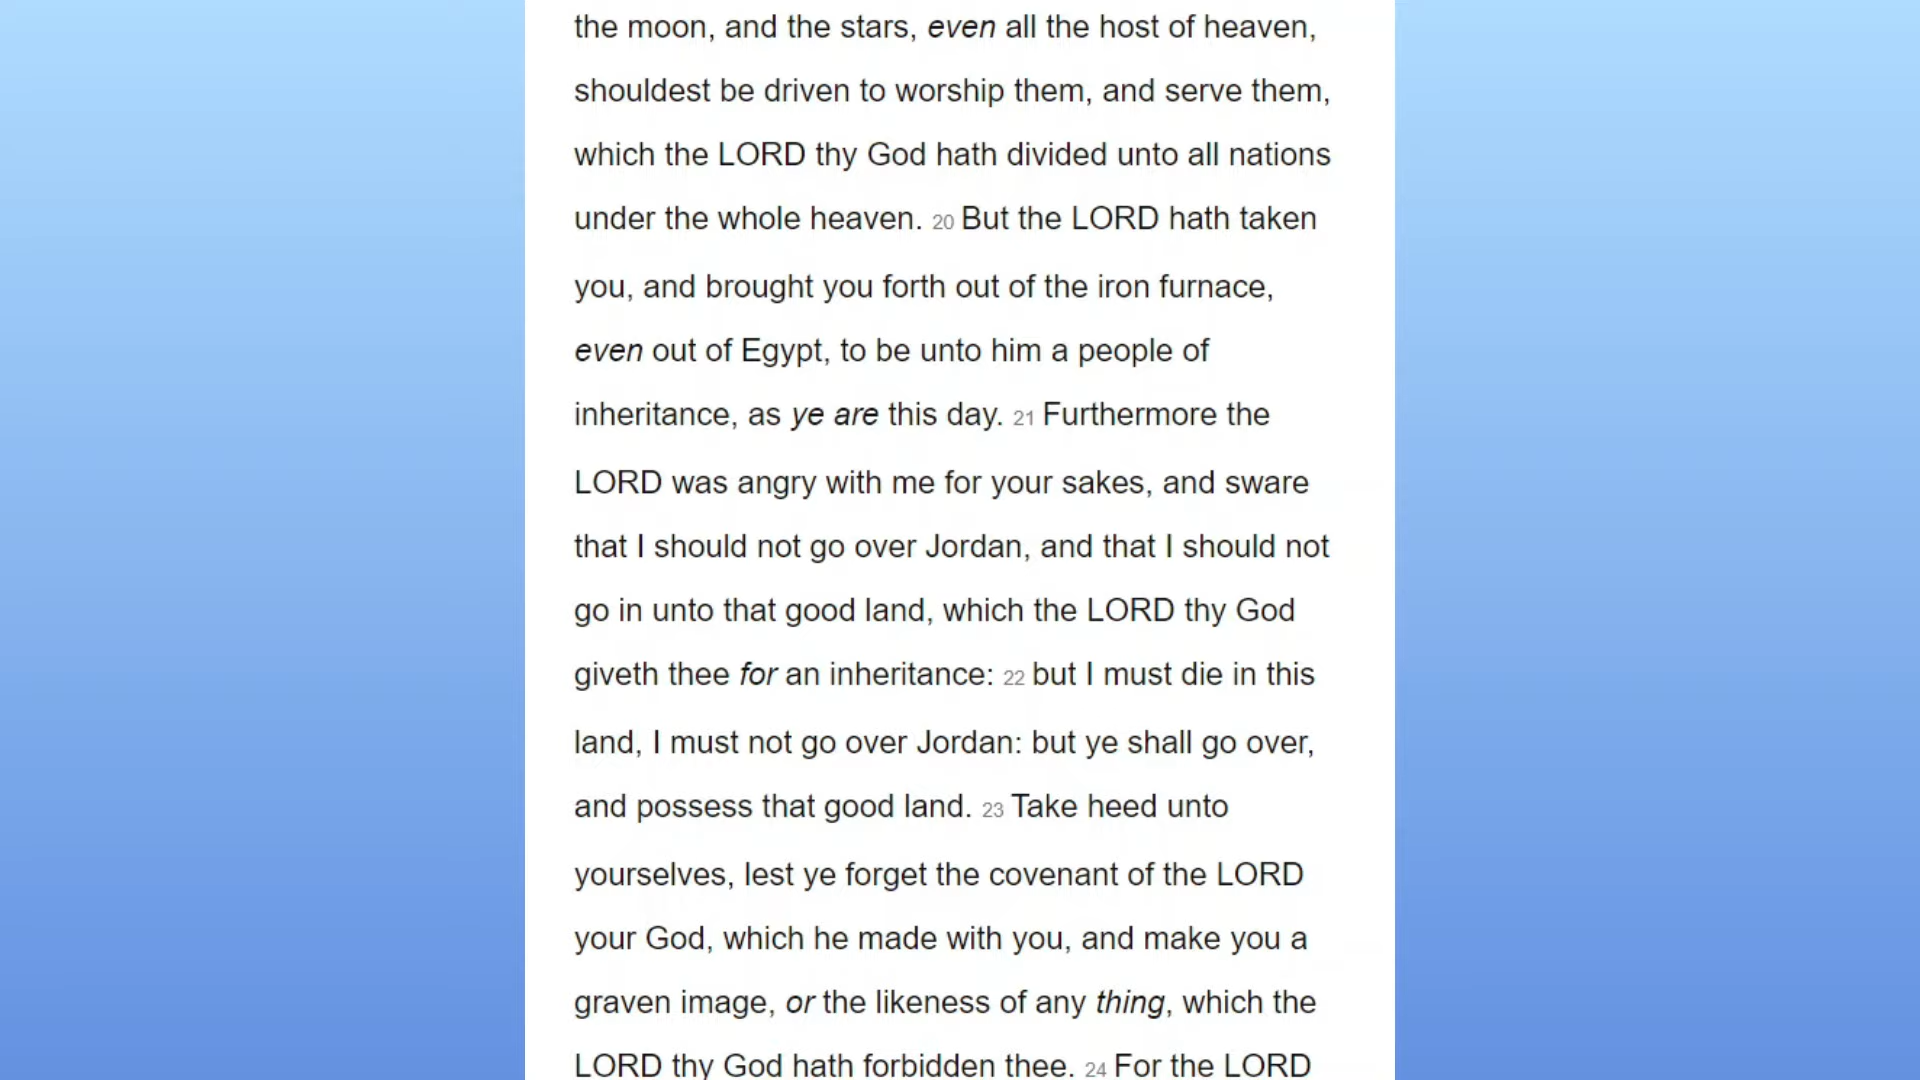 the moon, and the stars, even all the host of heaven,
shouldest be driven to worship them, and serve them,
which the LORD thy God hath divided unto all nations
under the whole heaven. 20 But the LORD hath taken
you, and brought you forth out of the iron furnace,
even out of Egypt, to be unto him a people of
inheritance, as ye are this day. 21 Furthermore the
LORD was angry with me for your sakes, and sware
that I should not go over Jordan, and that I should not
go in unto that good land, which the LORD thy God
giveth thee for an inheritance: 22 but I must die in this
land, I must not go over Jordan: but ye shall go over,
and possess that good land. 23 Take heed unto
yourselves, lest ye forget the covenant of the LORD
your God, which he made with you, and make you a
graven image, or the likeness of any thing, which the
LORD thy God hath forbidden thee. 24 For the LORD